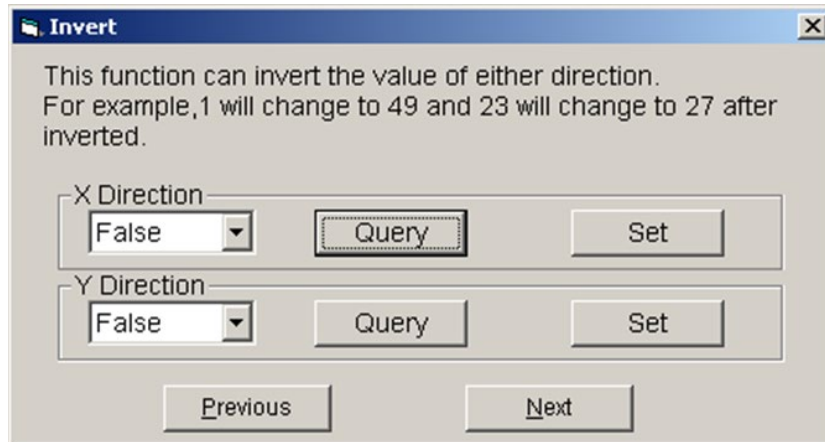 Invert
This function can invert the value of either direction.
For example,1 will change to 49 and 23 will change to 27 after
inverted.
X Direction
False Query Set
Y Direction
False Query Set
Previous Next